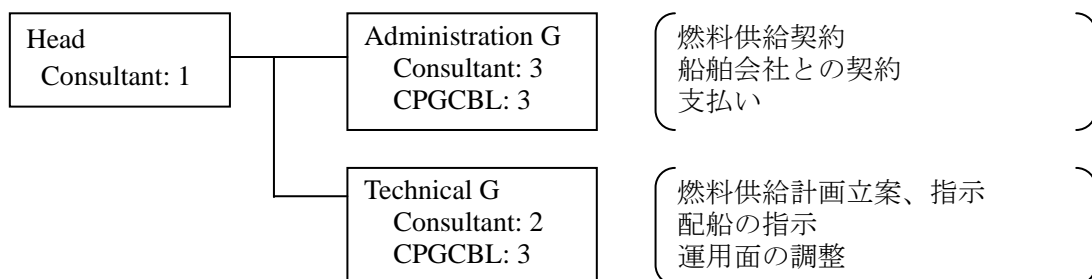 Head
Consultant: 1
Administration G
Consultant: 3
CPGCBL: 3
燃料供給契約
船舶会社との契約
支払い
Technical G
Consultant: 2
CPGCBL: 3
燃料供給計画立案、指示
配船の指示
運用面の調整